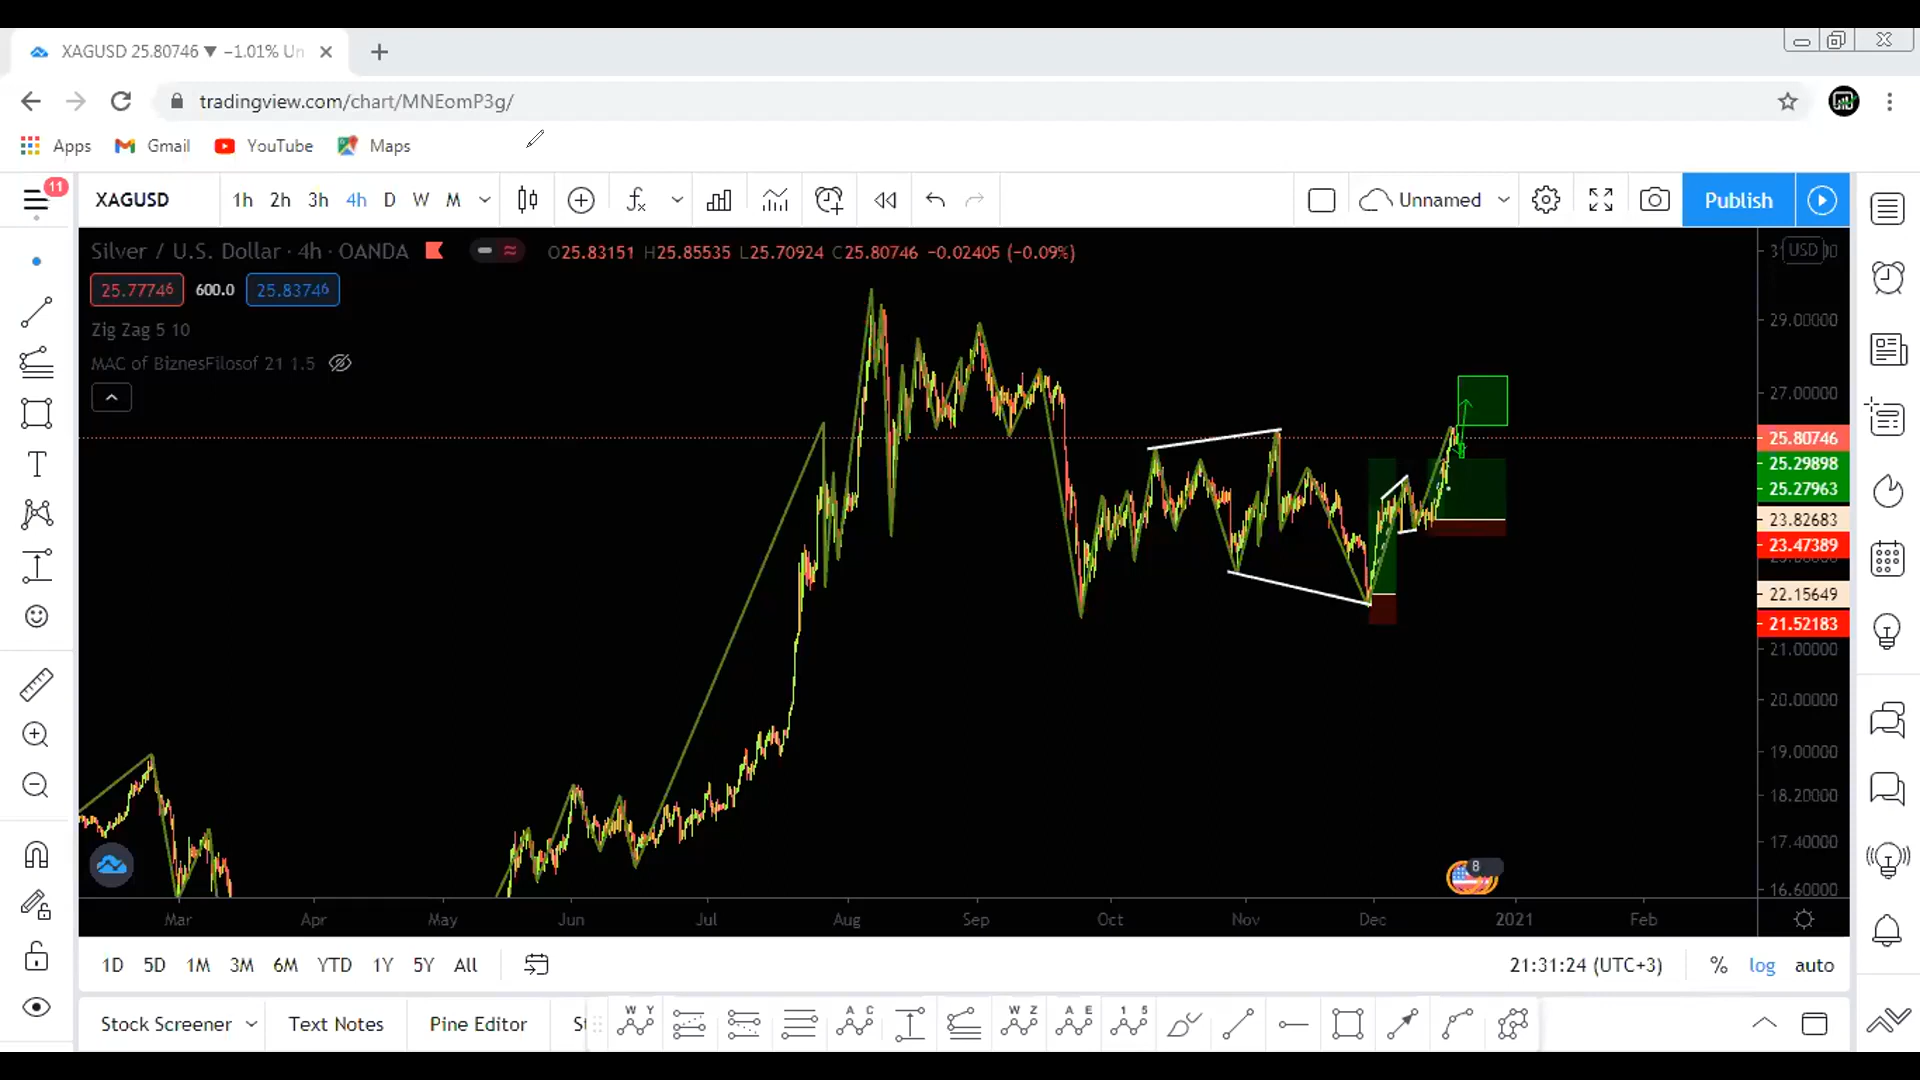 XAGUSD 25.80746 ▼ −1.01% Un
tradingview.com/chart/MNEomP3g/
Apps Gmail YouTube Maps
11
XAGUSD 1h 2h 3h 4h D W M Unnamed Publish
Silver / U.S. Dollar · 4h · OANDA O25.83151 H25.85535 L25.70924 C25.80746 −0.02405 (−0.09%)
USD
25.77746 600.0 25.83746
Zig Zag 5 10
MAC of BiznesFilosof 21 1.5
29.00000
27.00000
25.80746
25.29898
25.27963
23.82683
23.47389
22.15649
21.52183
21.00000
20.00000
19.00000
18.20000
17.40000
16.60000
8
Mar Apr May Jun Jul Aug Sep Oct Nov Dec 2021 Feb
1D 5D 1M 3M 6M YTD 1Y 5Y All 21:31:24 (UTC+3) % log auto
Stock Screener Text Notes Pine Editor St
W Y A C W Z A E 1 5